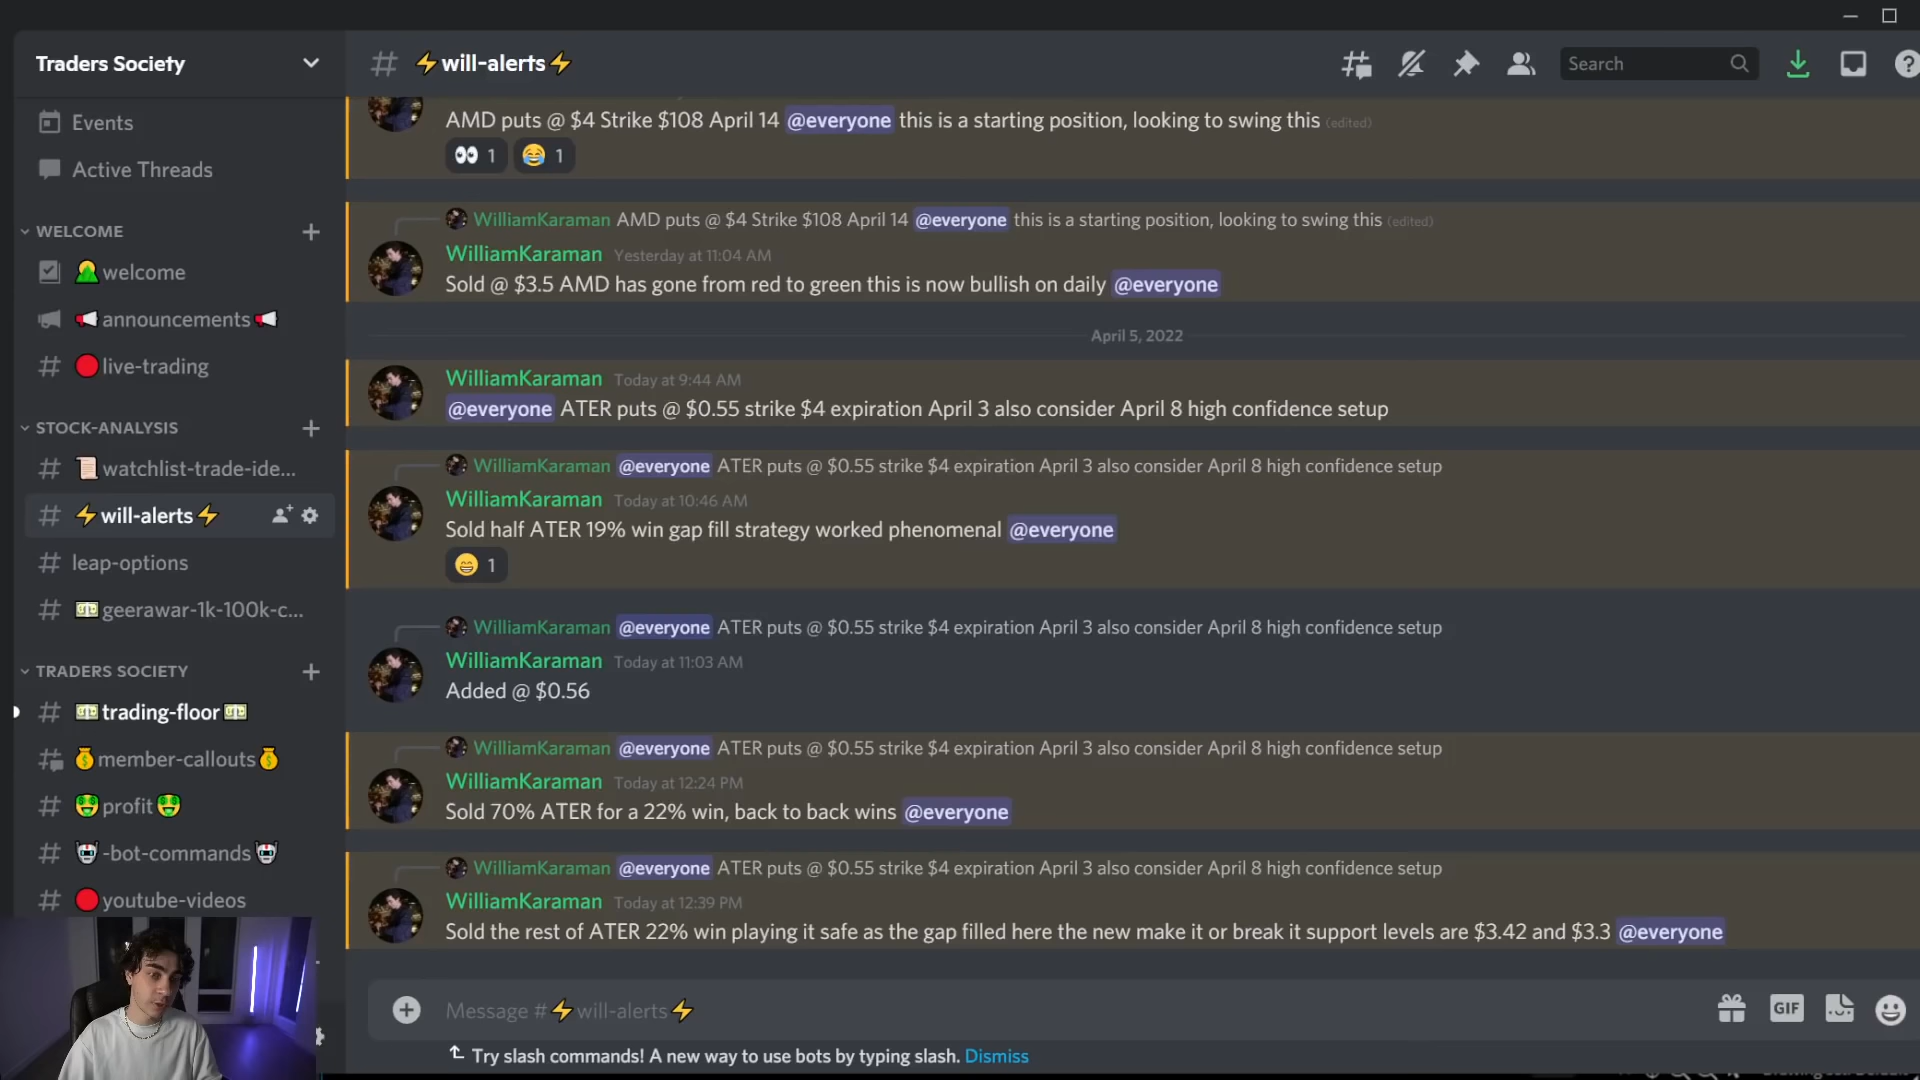 Traders Society
Events
Active Threads
WELCOME
welcome
announcements
live-trading
STOCK-ANALYSIS
watchlist-trade-ide...
will-alerts
leap-options
geerawar-1k-100k-c...
TRADERS SOCIETY
trading-floor
member-callouts
profit
-bot-commands
youtube-videos
# ⚡will-alerts⚡
Search
AMD puts @ $4 Strike $108 April 14 @everyone this is a starting position, looking to swing this (edited)
👀 1 😂 1
WilliamKaraman AMD puts @ $4 Strike $108 April 14 @everyone this is a starting position, looking to swing this (edited)
WilliamKaraman Yesterday at 11:04 AM
Sold @ $3.5 AMD has gone from red to green this is now bullish on daily @everyone
April 5, 2022
WilliamKaraman Today at 9:44 AM
@everyone ATER puts @ $0.55 strike $4 expiration April 3 also consider April 8 high confidence setup
WilliamKaraman @everyone ATER puts @ $0.55 strike $4 expiration April 3 also consider April 8 high confidence setup
WilliamKaraman Today at 10:46 AM
Sold half ATER 19% win gap fill strategy worked phenomenal @everyone
😁 1
WilliamKaraman @everyone ATER puts @ $0.55 strike $4 expiration April 3 also consider April 8 high confidence setup
WilliamKaraman Today at 11:03 AM
Added @ $0.56
WilliamKaraman @everyone ATER puts @ $0.55 strike $4 expiration April 3 also consider April 8 high confidence setup
WilliamKaraman Today at 12:24 PM
Sold 70% ATER for a 22% win, back to back wins @everyone
WilliamKaraman @everyone ATER puts @ $0.55 strike $4 expiration April 3 also consider April 8 high confidence setup
WilliamKaraman Today at 12:39 PM
Sold the rest of ATER 22% win playing it safe as the gap filled here the new make it or break it support levels are $3.42 and $3.3 @everyone
Message #⚡will-alerts⚡
GIF
Try slash commands! A new way to use bots by typing slash. Dismiss